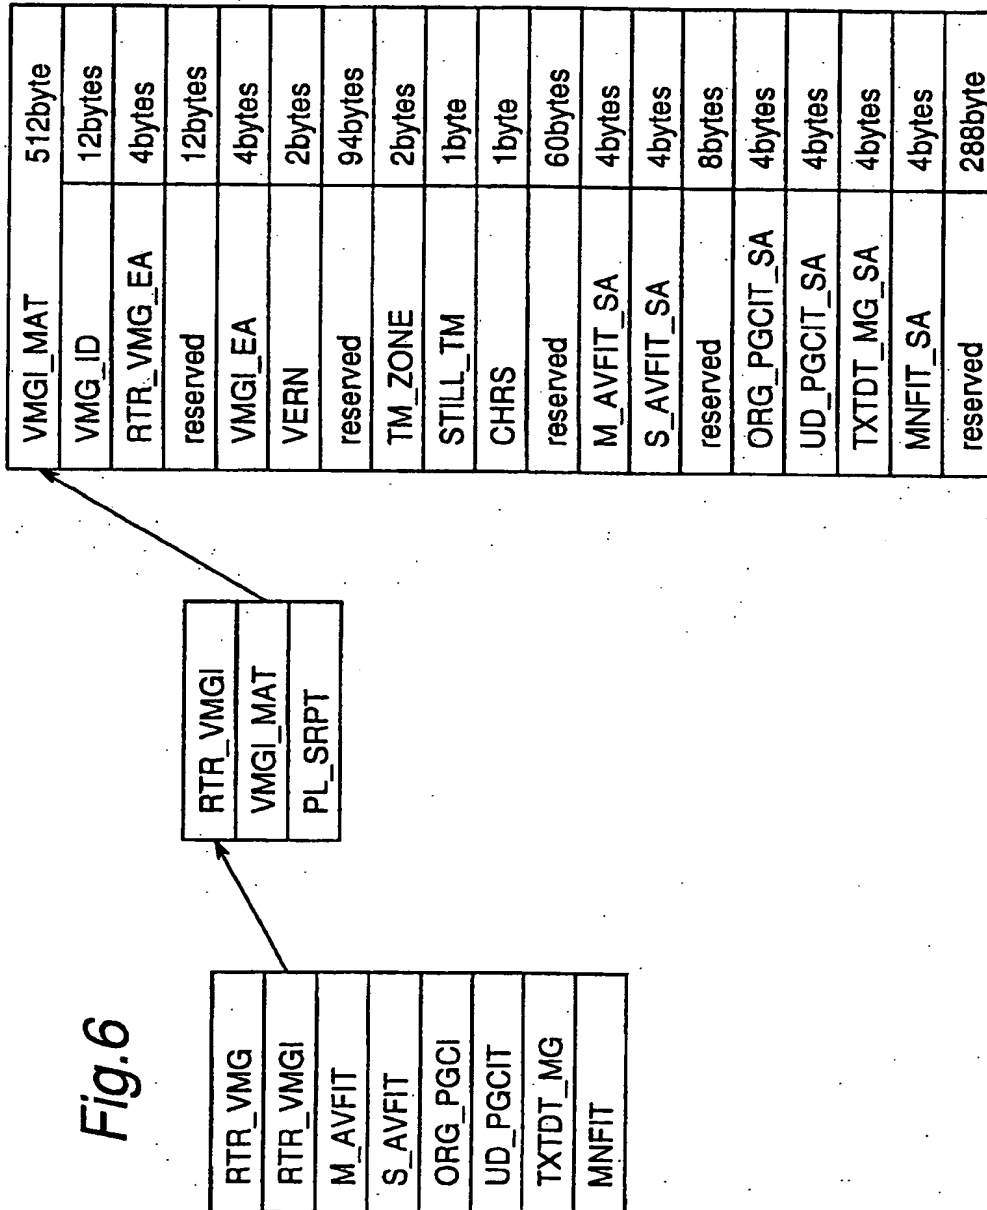 Fig.6
RTR_VMG
RTR_VMGI
M_AVFIT
S_AVFIT
ORG_PGCI
UD_PGCIT
TXTDT_MG
MNFIT
RTR_VMGI
VMGI_MAT
PL_SRPT
VMGI_MAT 512byte
VMG_ID 12bytes
RTR_VMG_EA 4bytes
reserved 12bytes
VMGI_EA 4bytes
VERN 2bytes
reserved 94bytes
TM_ZONE 2bytes
STILL_TM 1byte
CHRS 1byte
reserved 60bytes
M_AVFIT_SA 4bytes
S_AVFIT_SA 4bytes
reserved 8bytes
ORG_PGCIT_SA 4bytes
UD_PGCIT_SA 4bytes
TXTDT_MG_SA 4bytes
MNFIT_SA 4bytes
reserved 288byte